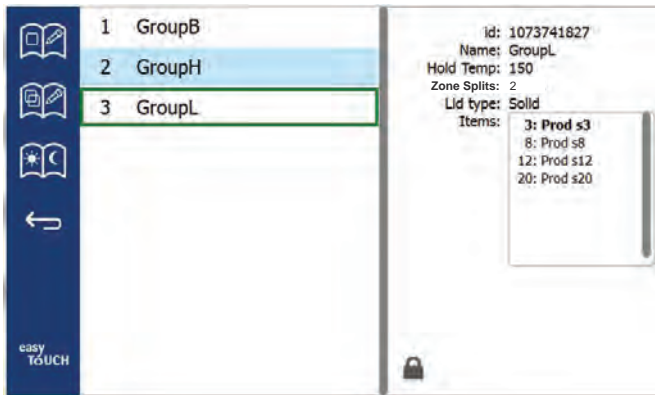 1 GroupB
2 GroupH
3 GroupL
id: 1073741827
Name: GroupL
Hold Temp: 150
Zone Splits: 2
Lid type: Solid
Items:
3: Prod s3
8: Prod s8
12: Prod s12
20: Prod s20
easy
TOUCH